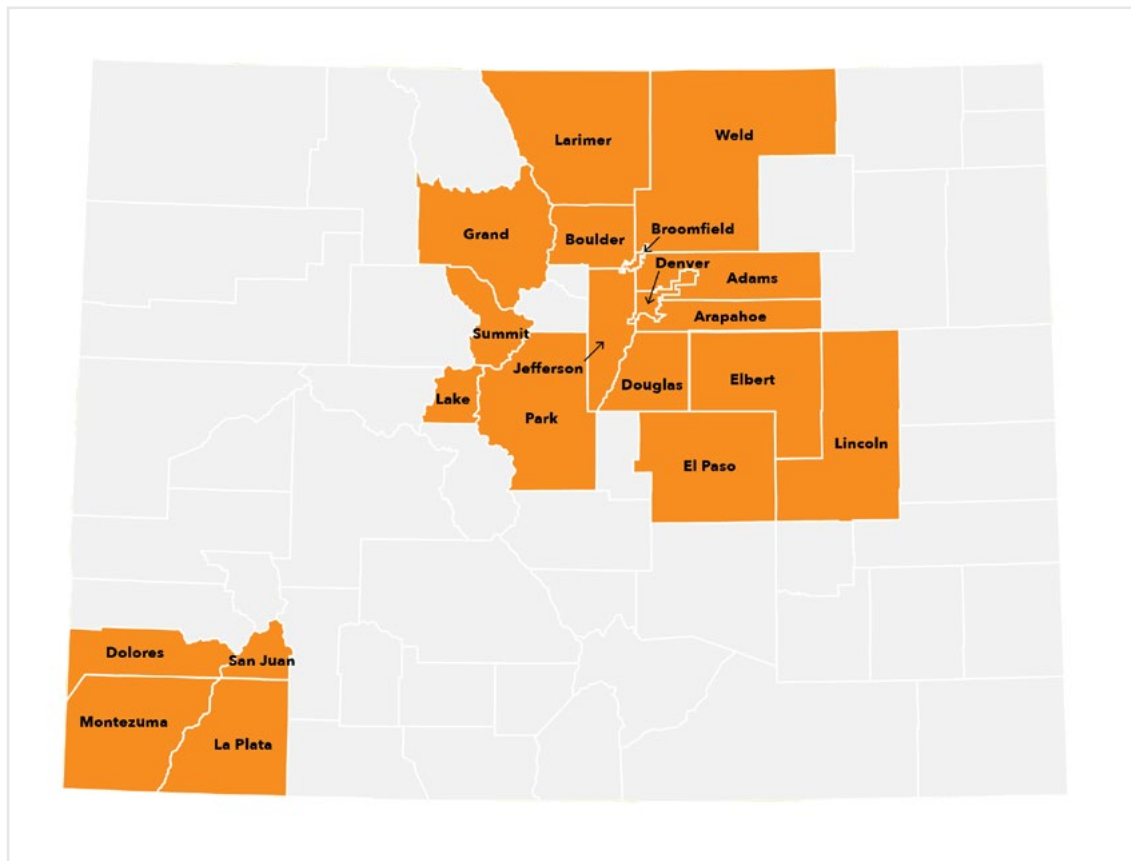 Larimer
Weld
Grand
Boulder
Broomfield
Denver
Adams
Arapahoe
Summit
Jefferson
Lake
Park
Douglas
Elbert
Lincoln
El Paso
Dolores
San Juan
Montezuma
La Plata